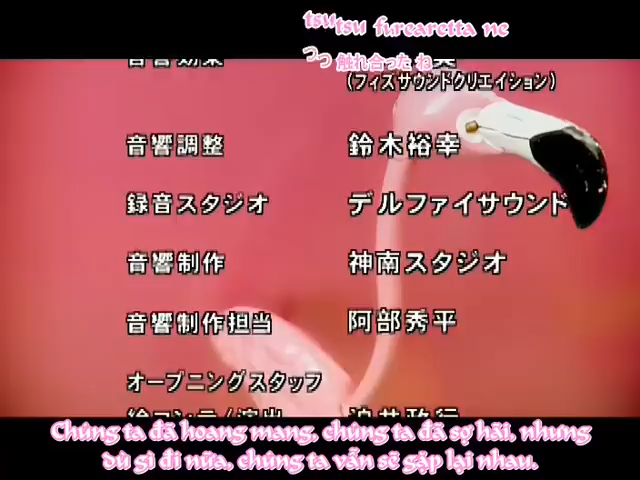 tsutsu furearetta ne
つつ 触れ合った ね
(フィズサウンドクリエイション)
音響調整 鈴木裕幸
録音スタジオ デルファイサウンド
音響制作 神南スタジオ
音響制作担当 阿部秀平
オープニングスタッフ
Chúng ta đã hoang mang, chúng ta đã sợ hãi, nhưng
dù gì đi nữa, chúng ta vẫn sẽ gặp lại nhau.